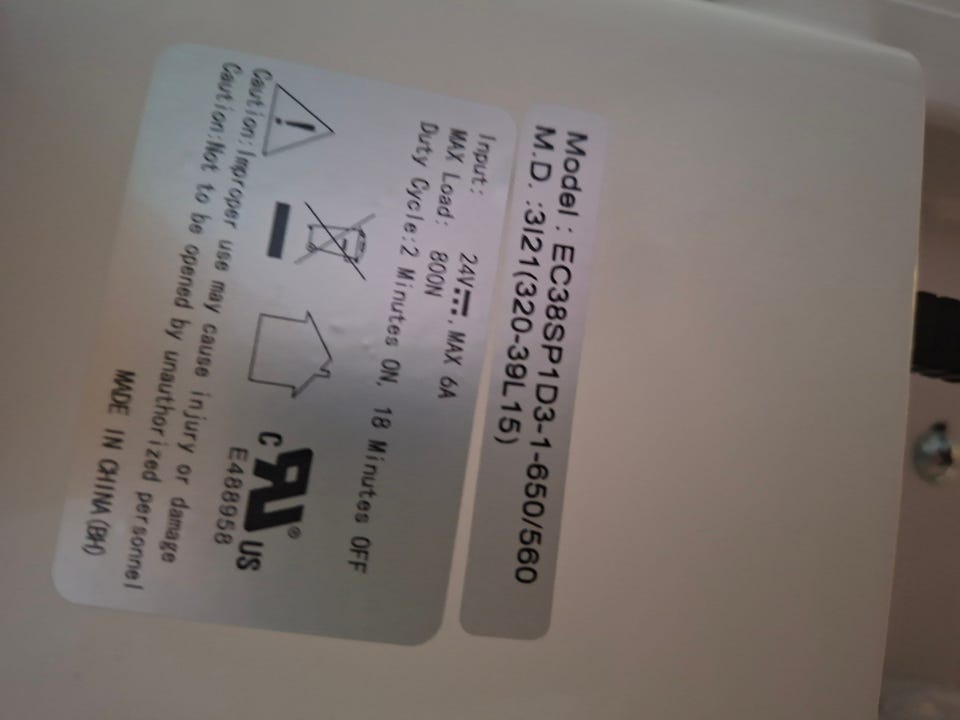 Model : EC38SP1D3-1-650/560
M.D. :3I21(320-39L15)
Input: 24V⎓, MAX 6A
MAX Load: 800N
Duty Cycle:2 Minutes ON, 18 Minutes OFF
c RU ® US
E488958
Caution:Improper use may cause injury or damage
Caution:Not to be opened by unauthorized personnel
MADE IN CHINA(BH)